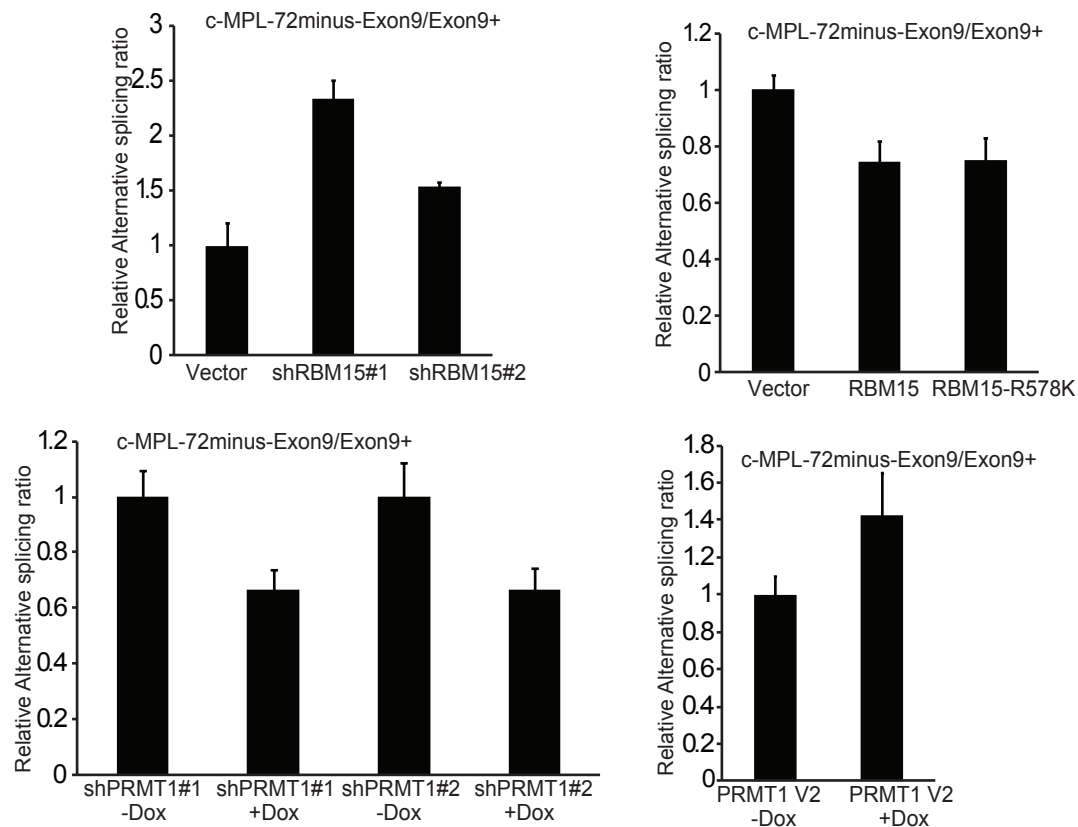 c-MPL-72minus-Exon9/Exon9+
Relative Alternative splicing ratio
3
2.5
2
1.5
1
0.5
0
Vector
shRBM15#1
shRBM15#2
c-MPL-72minus-Exon9/Exon9+
Relative Alternative splicing ratio
1.2
1
0.8
0.6
0.4
0.2
0
Vector
RBM15
RBM15-R578K
c-MPL-72minus-Exon9/Exon9+
Relative Alternative splicing ratio
1.2
1
0.8
0.6
0.4
0.2
0
shPRMT1#1
-Dox
shPRMT1#1
+Dox
shPRMT1#2
-Dox
shPRMT1#2
+Dox
c-MPL-72minus-Exon9/Exon9+
Relative Alternative splicing ratio
1.8
1.6
1.4
1.2
1
0.8
0.6
0.4
0.2
0
PRMT1 V2
-Dox
PRMT1 V2
+Dox